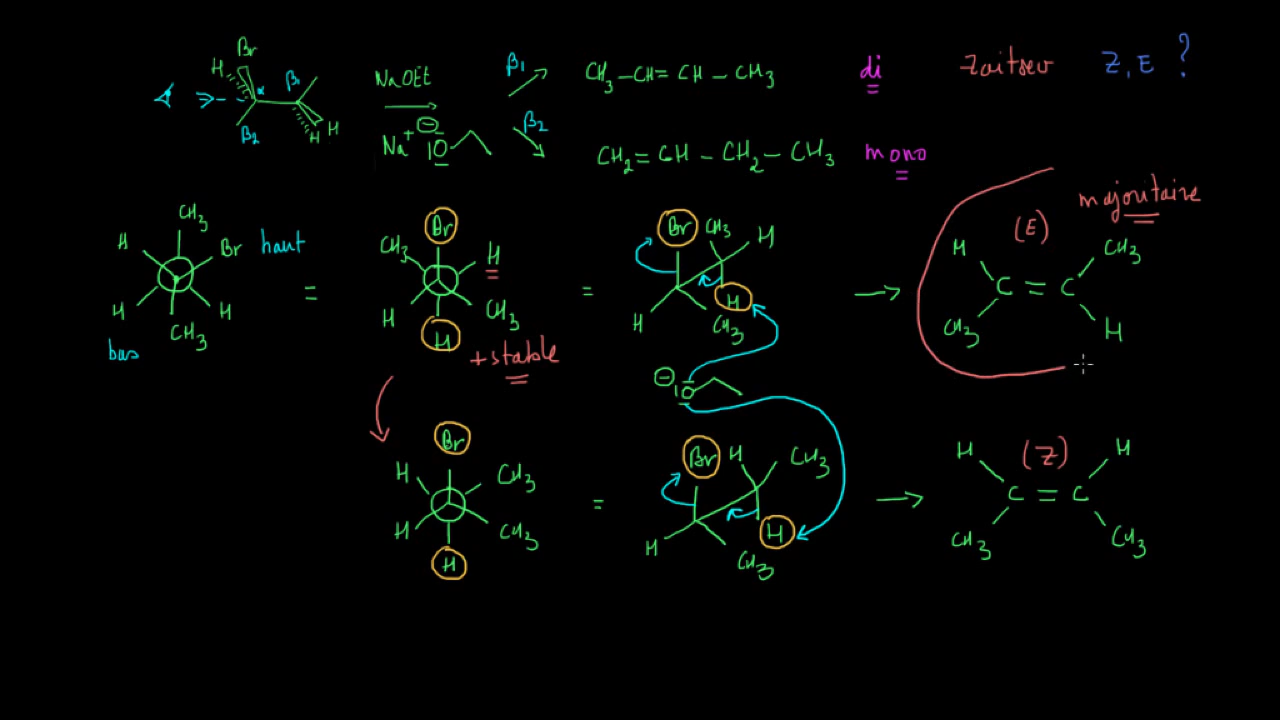 Br
H
α
β1
β2
H
H
NaOEt
Na+ ⊖ |O
β1
CH3–CH=CH–CH3
di
Zaitsev
Z, E ?
β2
CH2=CH–CH2–CH3
mono
CH3
H
Br
haut
H
H
CH3
bas
=
Br
CH3
H
H
CH3
H
+ stable
=
Br
CH3
H
H
H
CH3
(E)
majoritaire
H
CH3
C=C
CH3
H
⊖ |O
Br
H
CH3
H
CH3
H
=
Br
H
CH3
H
H
CH3
(Z)
H
H
C=C
CH3
CH3